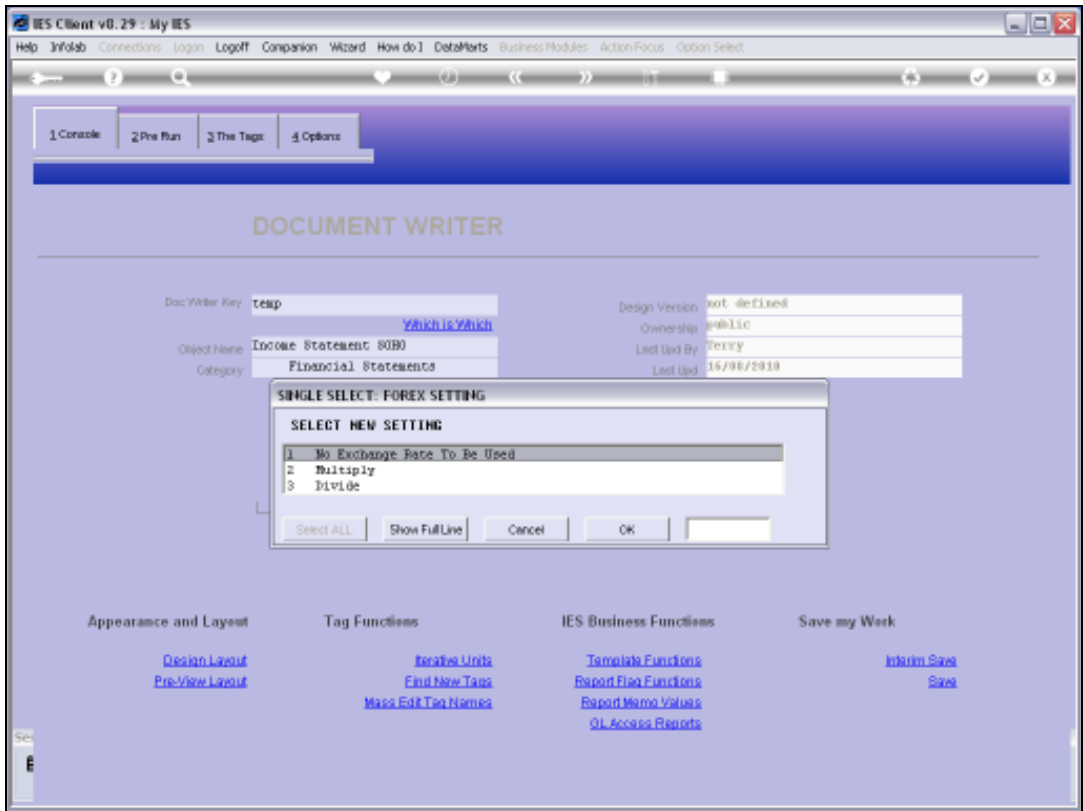 IES Client v8.29 : My IES
Help Infolab Connections Logon Logoff Companion Wizard How do I DataMarts Business Modules Action Focus Option Select
1 Console 2 Pre Run 3 The Tags 4 Options
DOCUMENT WRITER
Doc Writer Key temp
Which is Which
Object Name Income Statement SOHO
Category Financial Statements
Design Version not defined
Ownership public
Last Upd By Terry
Last Upd 16/08/2010
SINGLE SELECT: FOREX SETTING
SELECT NEW SETTING
1 No Exchange Rate To Be Used
2 Multiply
3 Divide
Select ALL Show Full Line Cancel OK
Appearance and Layout Tag Functions IES Business Functions Save my Work
Design Layout Iterative Units Template Functions Interim Save
Pre-View Layout Find New Tags Report Flag Functions Save
Mass Edit Tag Names Report Memo Values
GL Access Reports